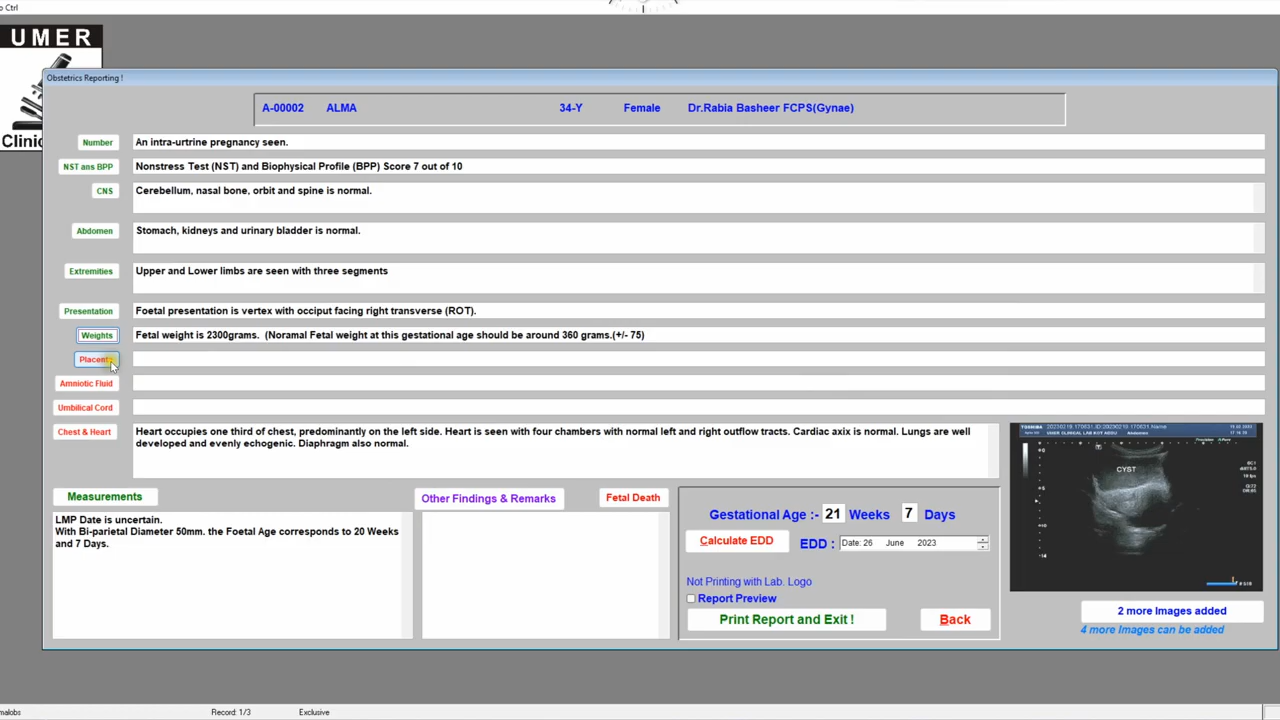 o Ctrl
UMER
Clinic
Obstetrics Reporting !
A-00002 ALMA 34-Y Female Dr.Rabia Basheer FCPS(Gynae)
Number An intra-urtrine pregnancy seen.
NST ans BPP Nonstress Test (NST) and Biophysical Profile (BPP) Score 7 out of 10
CNS Cerebellum, nasal bone, orbit and spine is normal.
Abdomen Stomach, kidneys and urinary bladder is normal.
Extremities Upper and Lower limbs are seen with three segments
Presentation Foetal presentation is vertex with occiput facing right transverse (ROT).
Weights Fetal weight is 2300grams. (Noramal Fetal weight at this gestational age should be around 360 grams.(+/- 75)
Placenta
Amniotic Fluid
Umbilical Cord
Chest & Heart Heart occupies one third of chest, predominantly on the left side. Heart is seen with four chambers with normal left and right outflow tracts. Cardiac axix is normal. Lungs are well
developed and evenly echogenic. Diaphragm also normal.
TOSHIBA
CYST
Measurements
LMP Date is uncertain.
With Bi-parietal Diameter 50mm. the Foetal Age corresponds to 20 Weeks
and 7 Days.
Other Findings & Remarks
Fetal Death
Gestational Age :- 21 Weeks 7 Days
Calculate EDD EDD : Date: 26 June 2023
Not Printing with Lab. Logo
Report Preview
Print Report and Exit ! Back
2 more Images added
4 more Images can be added
malobs Record: 1/3 Exclusive